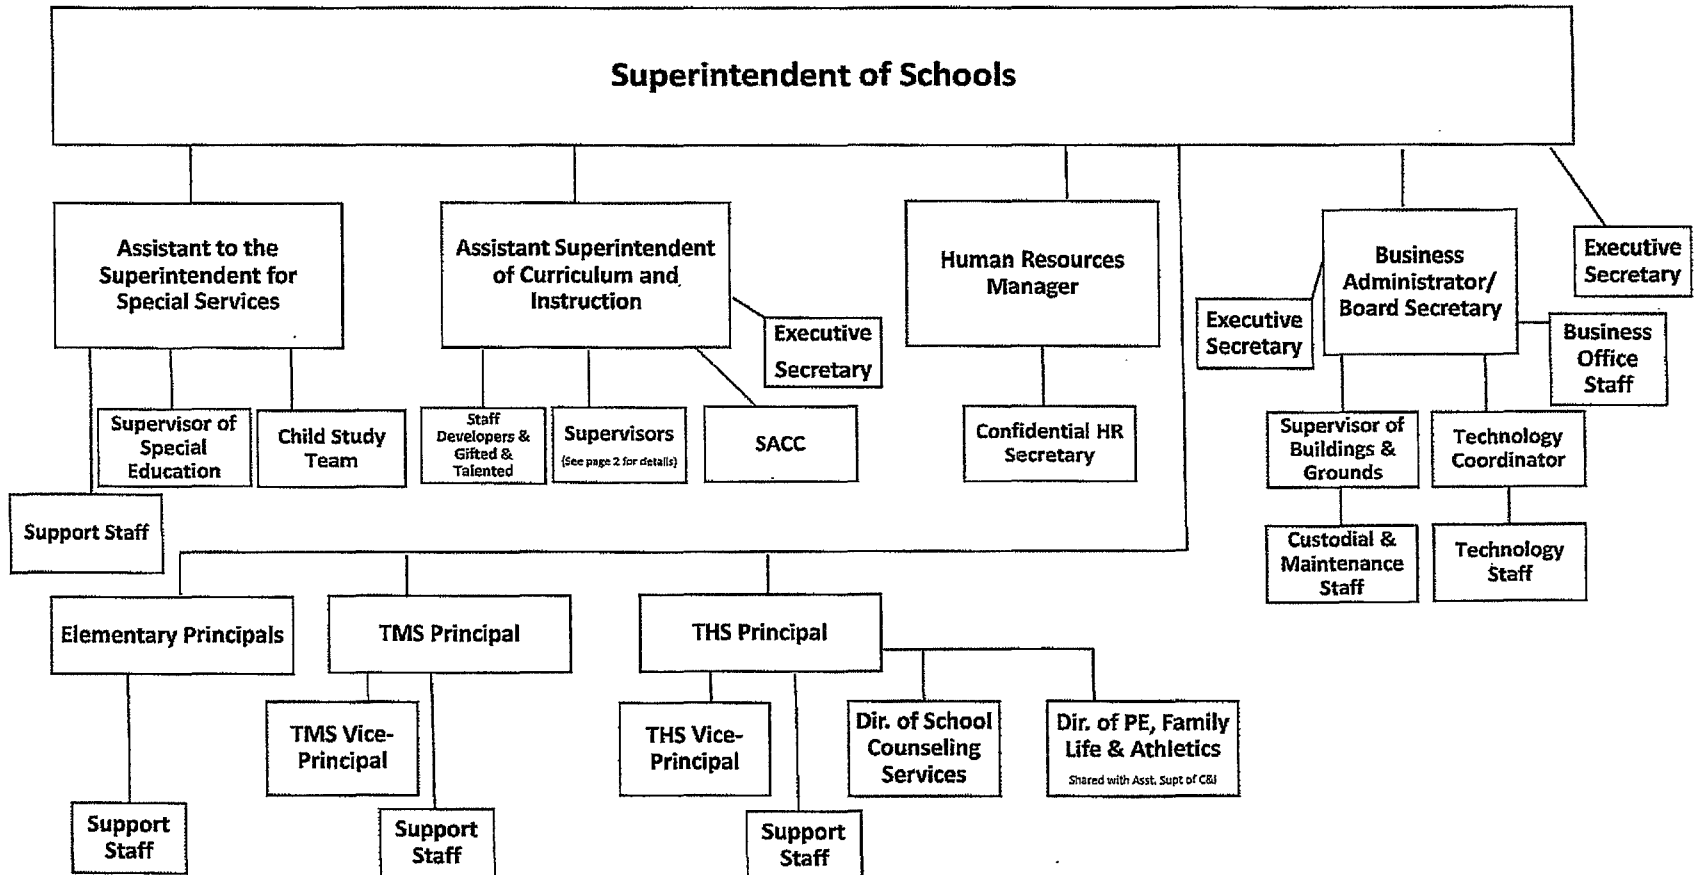 Superintendent of Schools
Assistant to the
Superintendent for
Special Services
Assistant Superintendent
of Curriculum and
Instruction
Human Resources
Manager
Business
Administrator/
Board Secretary
Executive
Secretary
Executive
Secretary
Executive
Secretary
Business
Office
Staff
Supervisor of
Special
Education
Child Study
Team
Staff
Developers &
Gifted &
Talented
Supervisors
(See page 2 for details)
SACC
Confidential HR
Secretary
Supervisor of
Buildings &
Grounds
Technology
Coordinator
Support Staff
Custodial &
Maintenance
Staff
Technology
Staff
Elementary Principals
TMS Principal
THS Principal
TMS Vice-
Principal
THS Vice-
Principal
Dir. of School
Counseling
Services
Dir. of PE, Family
Life & Athletics
Shared with Asst. Supt of C&I
Support
Staff
Support
Staff
Support
Staff